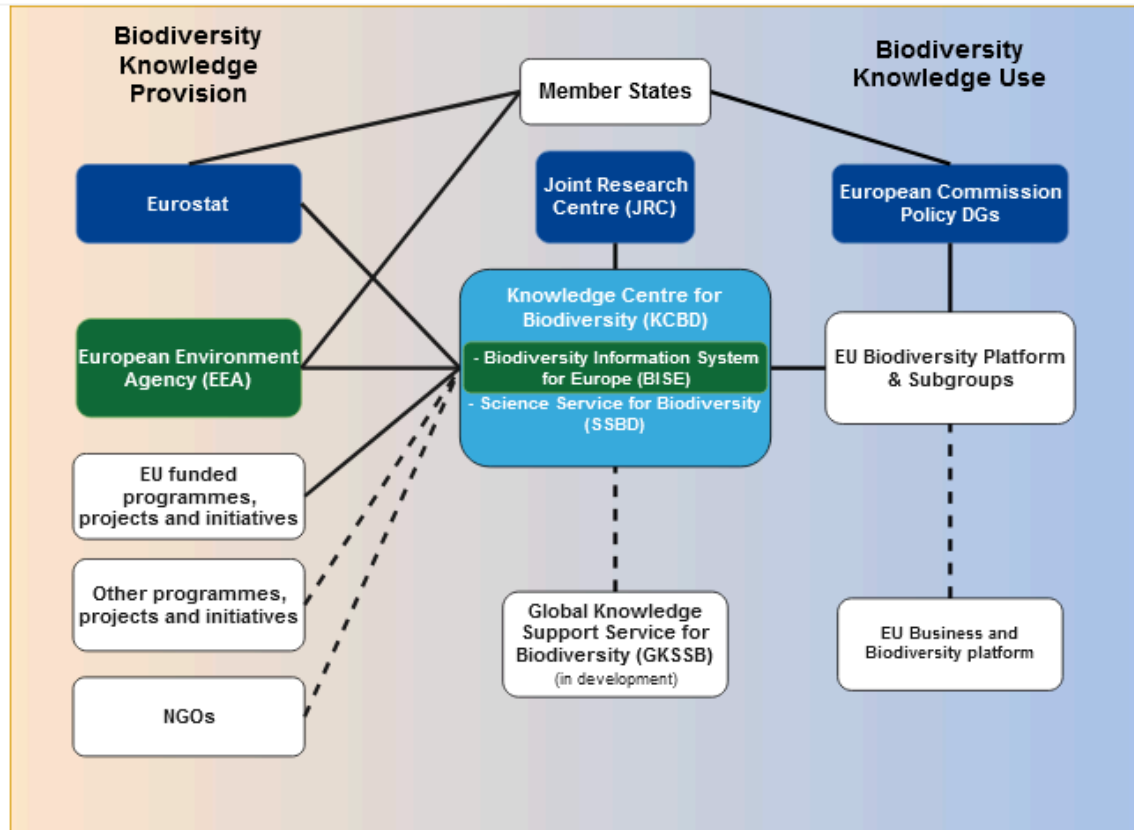 Biodiversity
Knowledge
Provision
Biodiversity
Knowledge Use
Member States
Eurostat
Joint Research
Centre (JRC)
European Commission
Policy DGs
Knowledge Centre for
Biodiversity (KCBD)
- Biodiversity Information System
for Europe (BISE)
- Science Service for Biodiversity
(SSBD)
European Environment
Agency (EEA)
EU Biodiversity Platform
& Subgroups
EU funded
programmes,
projects and initiatives
Other programmes,
projects and initiatives
Global Knowledge
Support Service for
Biodiversity (GKSSB)
(in development)
EU Business and
Biodiversity platform
NGOs